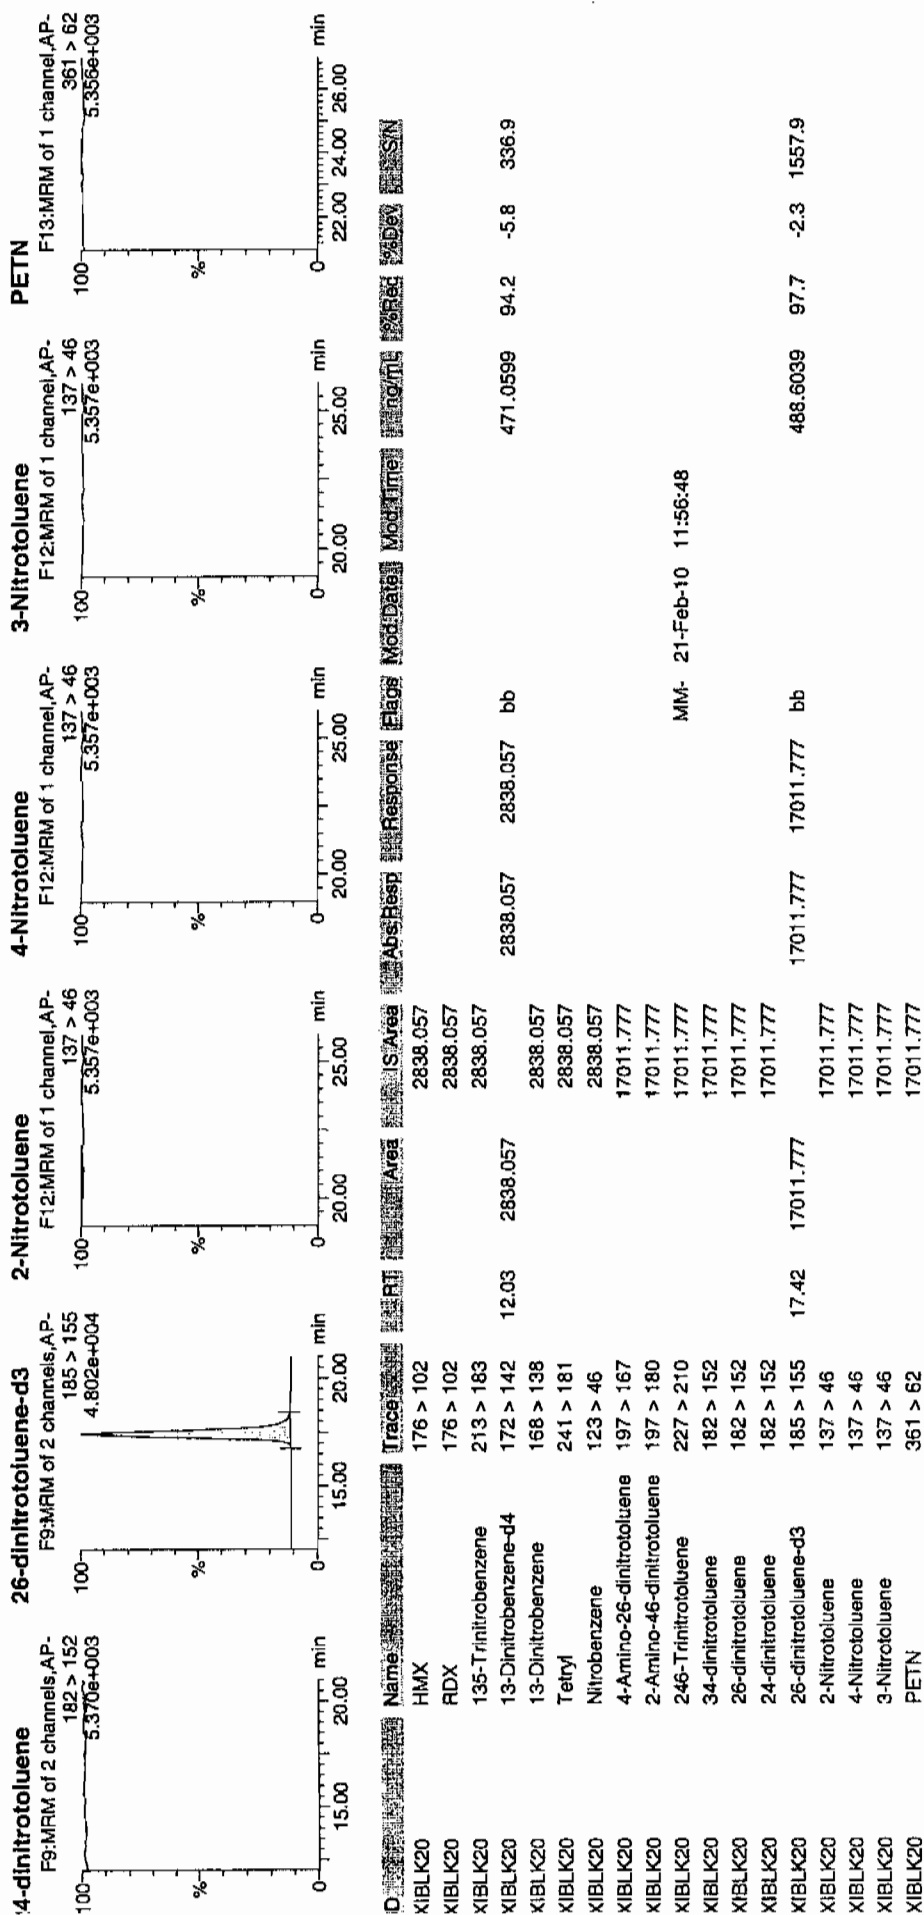 24-dinitrotoluene
F9:MRM of 2 channels,AP-
182 > 152
5.370e+003
100
%
0
15.00 20.00 min
26-dinitrotoluene-d3
F9:MRM of 2 channels,AP-
185 > 155
4.802e+004
100
%
0
15.00 20.00 min
2-Nitrotoluene
F12:MRM of 1 channel,AP-
137 > 46
5.357e+003
100
%
0
20.00 25.00 min
4-Nitrotoluene
F12:MRM of 1 channel,AP-
137 > 46
5.357e+003
100
%
0
20.00 25.00 min
3-Nitrotoluene
F12:MRM of 1 channel,AP-
137 > 46
5.357e+003
100
%
0
20.00 25.00 min
PETN
F13:MRM of 1 channel,AP-
361 > 62
5.356e+003
100
%
0
22.00 24.00 26.00 min
ID Name Trace RT Area IS Area Abs.Resp Response Flags Mod.Date Mod.Time ng/mL %Rec %Dev S/N
XIBLK20 HMX 176 > 102 2838.057
XIBLK20 RDX 176 > 102 2838.057
XIBLK20 135-Trinitrobenzene 213 > 183 2838.057
XIBLK20 13-Dinitrobenzene-d4 172 > 142 12.03 2838.057 2838.057 2838.057 bb 471.0599 94.2 -5.8 336.9
XIBLK20 13-Dinitrobenzene 168 > 138 2838.057
XIBLK20 Tetryl 241 > 181 2838.057
XIBLK20 Nitrobenzene 123 > 46 2838.057
XIBLK20 4-Amino-26-dinitrotoluene 197 > 167 17011.777
XIBLK20 2-Amino-46-dinitrotoluene 197 > 180 17011.777
XIBLK20 246-Trinitrotoluene 227 > 210 17011.777 MM- 21-Feb-10 11:56:48
XIBLK20 34-dinitrotoluene 182 > 152 17011.777
XIBLK20 26-dinitrotoluene 182 > 152 17011.777
XIBLK20 24-dinitrotoluene 182 > 152 17011.777
XIBLK20 26-dinitrotoluene-d3 185 > 155 17.42 17011.777 17011.777 17011.777 bb 488.6039 97.7 -2.3 1557.9
XIBLK20 2-Nitrotoluene 137 > 46 17011.777
XIBLK20 4-Nitrotoluene 137 > 46 17011.777
XIBLK20 3-Nitrotoluene 137 > 46 17011.777
XIBLK20 PETN 361 > 62 17011.777